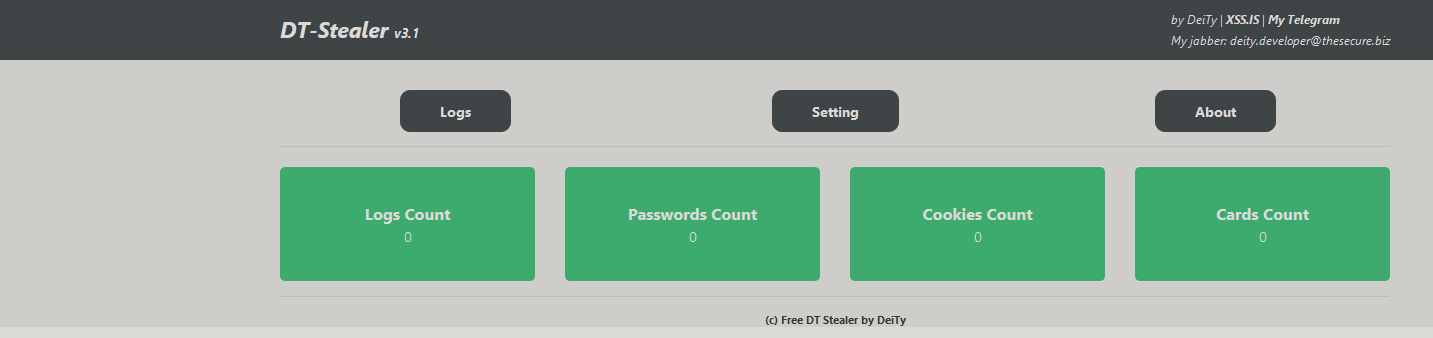 DT-Stealer v3.1
by DeiTy | XSS.IS | My Telegram
My jabber: deity.developer@thesecure.biz
Logs
Setting
About
Logs Count
0
Passwords Count
0
Cookies Count
0
Cards Count
0
(c) Free DT Stealer by DeiTy